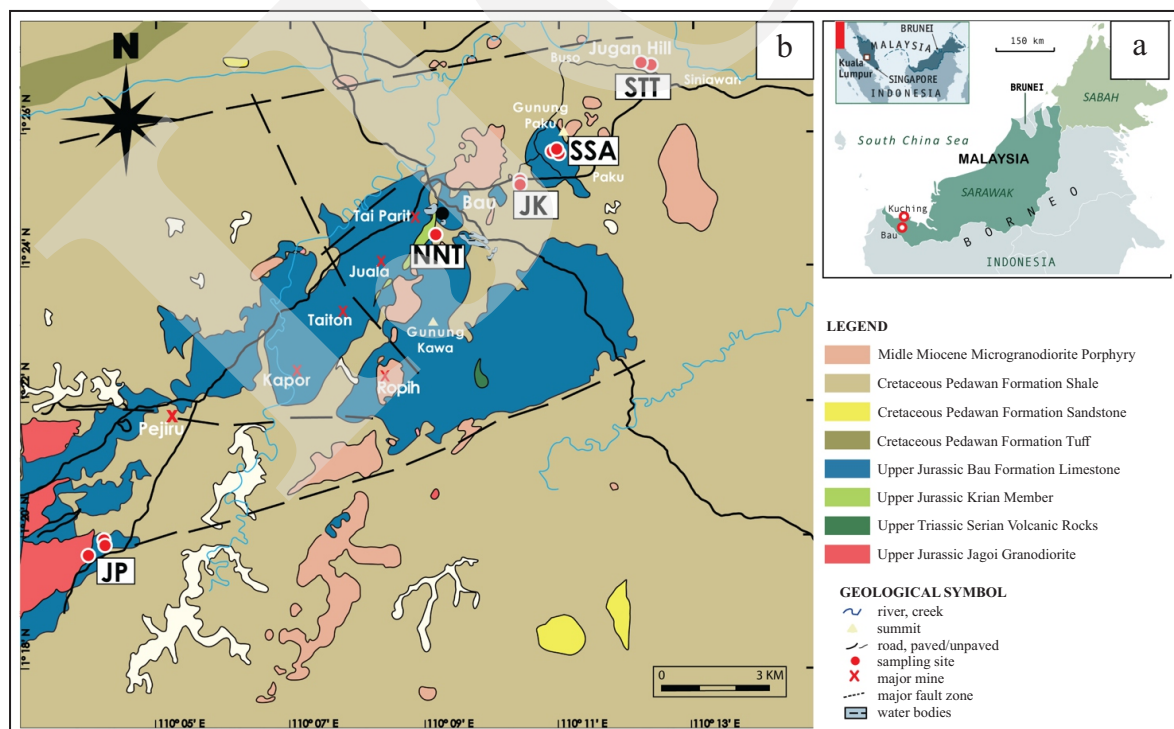 N
b
Buso
Jugan Hill
STT
Siniawan
Gunung
Paku
SSA
Paku
JK
Bau
Tai Parit
NNT
Juala
Taiton
Gunung
Kawa
Kapor
Ropih
Pejiru
JP
1° 26' N
1° 24' N
1° 22' N
1° 20' N
1° 18' N
0
3 KM
110° 05' E
110° 07' E
110° 09' E
110° 11' E
110° 13' E
a
BRUNEI
MALAYSIA
Kuala
Lumpur
SINGAPORE
INDONESIA
150 km
BRUNEI
SABAH
South China Sea
MALAYSIA
SARAWAK
Kuching
Bau
BORNEO
INDONESIA
LEGEND
Midle Miocene Microgranodiorite Porphyry
Cretaceous Pedawan Formation Shale
Cretaceous Pedawan Formation Sandstone
Cretaceous Pedawan Formation Tuff
Upper Jurassic Bau Formation Limestone
Upper Jurassic Krian Member
Upper Triassic Serian Volcanic Rocks
Upper Jurassic Jagoi Granodiorite
GEOLOGICAL SYMBOL
river, creek
summit
road, paved/unpaved
sampling site
major mine
major fault zone
water bodies